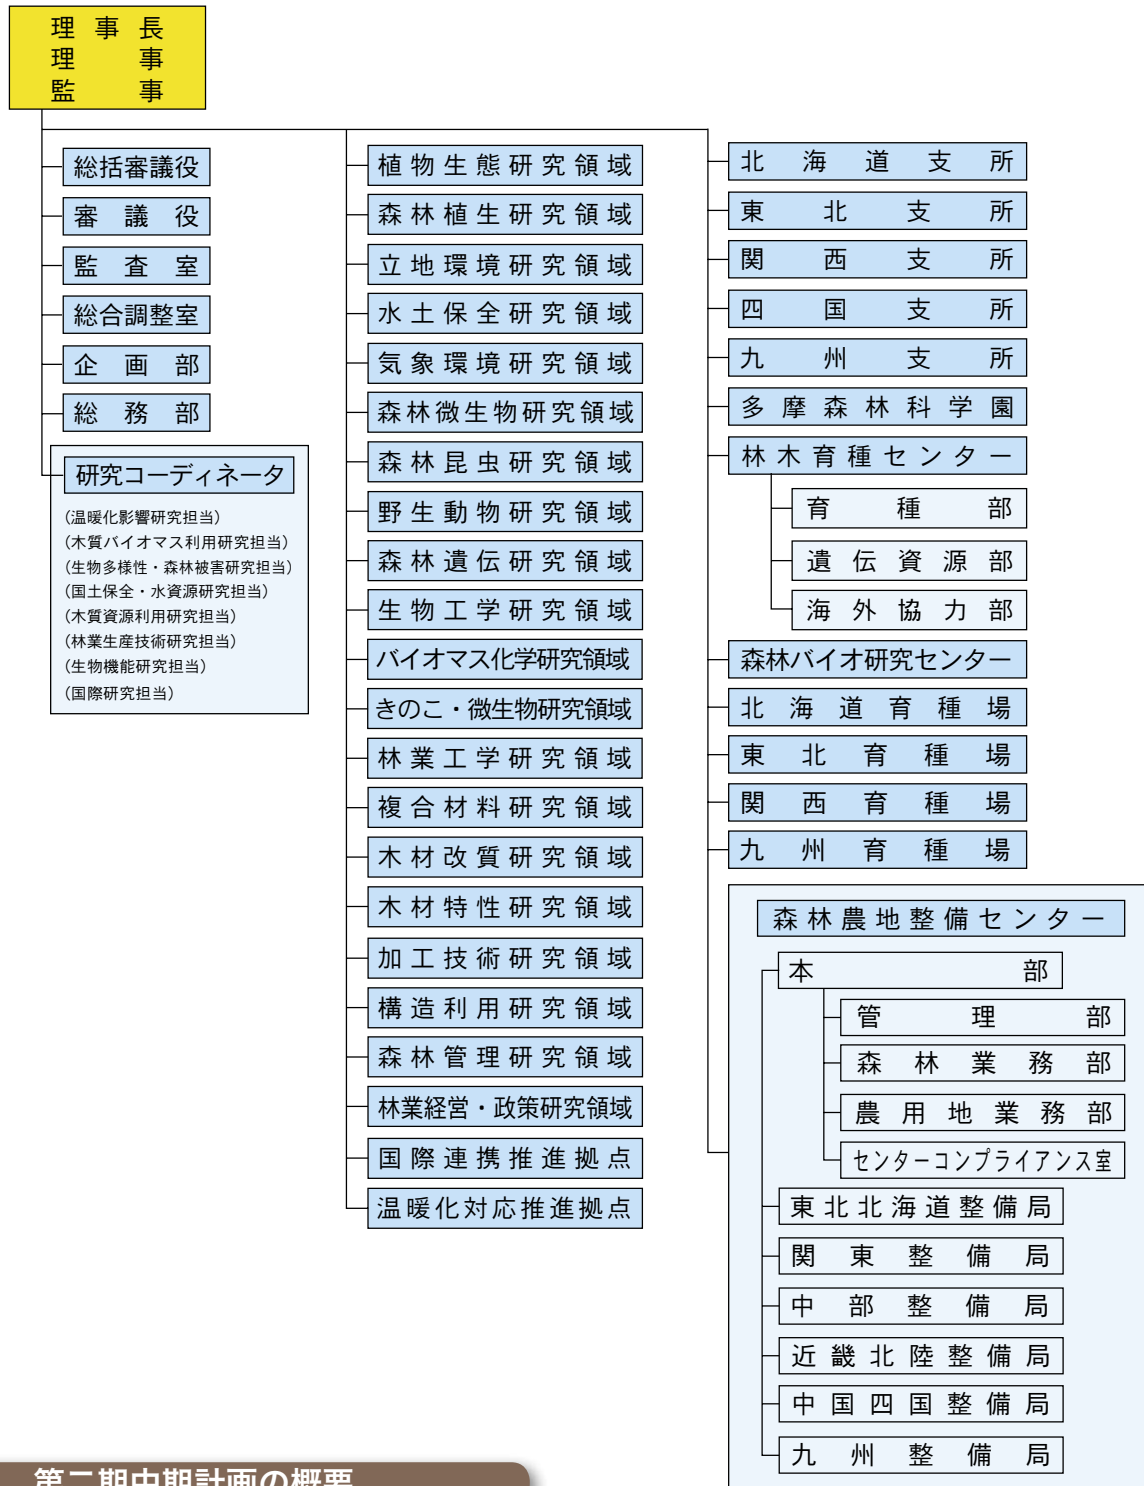 理事長
理事
監事
総括審議役
審議役
監査室
総合調整室
企画部
総務部
研究コーディネータ
(温暖化影響研究担当)
(木質バイオマス利用研究担当)
(生物多様性・森林被害研究担当)
(国土保全・水資源研究担当)
(木質資源利用研究担当)
(林業生産技術研究担当)
(生物機能研究担当)
(国際研究担当)
植物生態研究領域
森林植生研究領域
立地環境研究領域
水土保全研究領域
気象環境研究領域
森林微生物研究領域
森林昆虫研究領域
野生動物研究領域
森林遺伝研究領域
生物工学研究領域
バイオマス化学研究領域
きのこ・微生物研究領域
林業工学研究領域
複合材料研究領域
木材改質研究領域
木材特性研究領域
加工技術研究領域
構造利用研究領域
森林管理研究領域
林業経営・政策研究領域
国際連携推進拠点
温暖化対応推進拠点
北海道支所
東北支所
関西支所
四国支所
九州支所
多摩森林科学園
林木育種センター
育種部
遺伝資源部
海外協力部
森林バイオ研究センター
北海道育種場
東北育種場
関西育種場
九州育種場
森林農地整備センター
本部
管理部
森林業務部
農用地業務部
センターコンプライアンス室
東北北海道整備局
関東整備局
中部整備局
近畿北陸整備局
中国四国整備局
九州整備局
第二期中期計画の概要